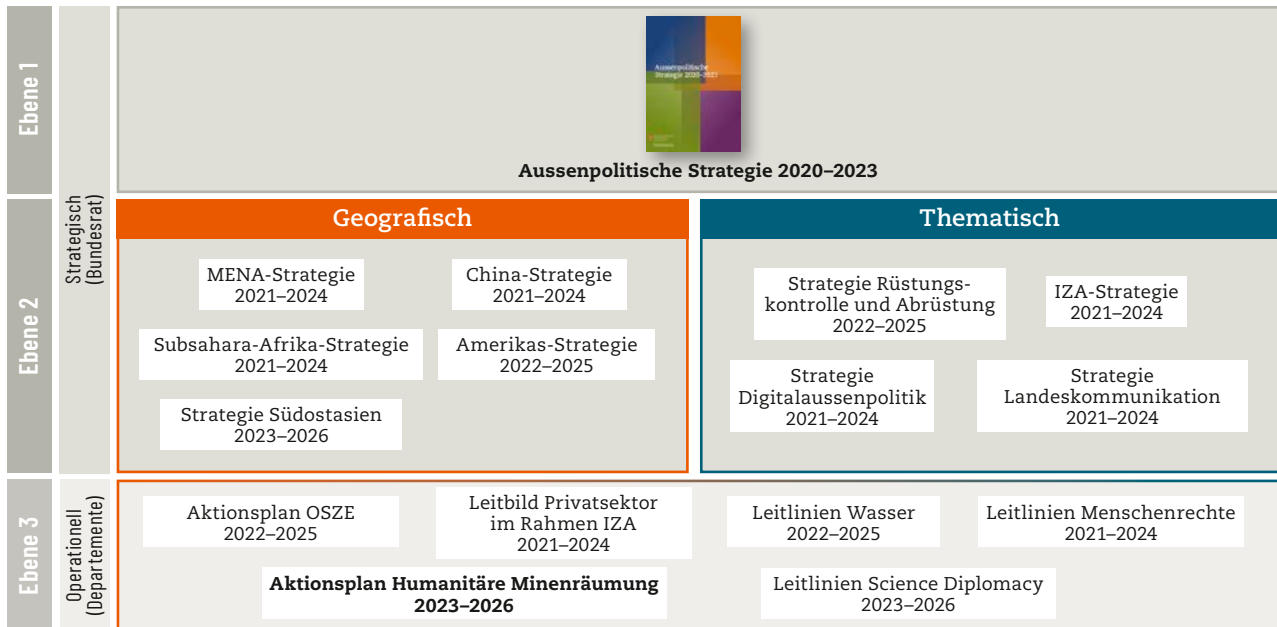 Ebene 1
Strategisch
(Bundesrat)
Aussenpolitische
Strategie 2020–2023
Aussenpolitische Strategie 2020–2023
Ebene 2
Geografisch
MENA-Strategie
2021–2024
China-Strategie
2021–2024
Subsahara-Afrika-Strategie
2021–2024
Amerikas-Strategie
2022–2025
Strategie Südostasien
2023–2026
Thematisch
Strategie Rüstungs-
kontrolle und Abrüstung
2022–2025
IZA-Strategie
2021–2024
Strategie
Digitalaussenpolitik
2021–2024
Strategie
Landeskommunikation
2021–2024
Ebene 3
Operationell
(Departemente)
Aktionsplan OSZE
2022–2025
Leitbild Privatsektor
im Rahmen IZA
2021–2024
Leitlinien Wasser
2022–2025
Leitlinien Menschenrechte
2021–2024
Aktionsplan Humanitäre Minenräumung
2023–2026
Leitlinien Science Diplomacy
2023–2026